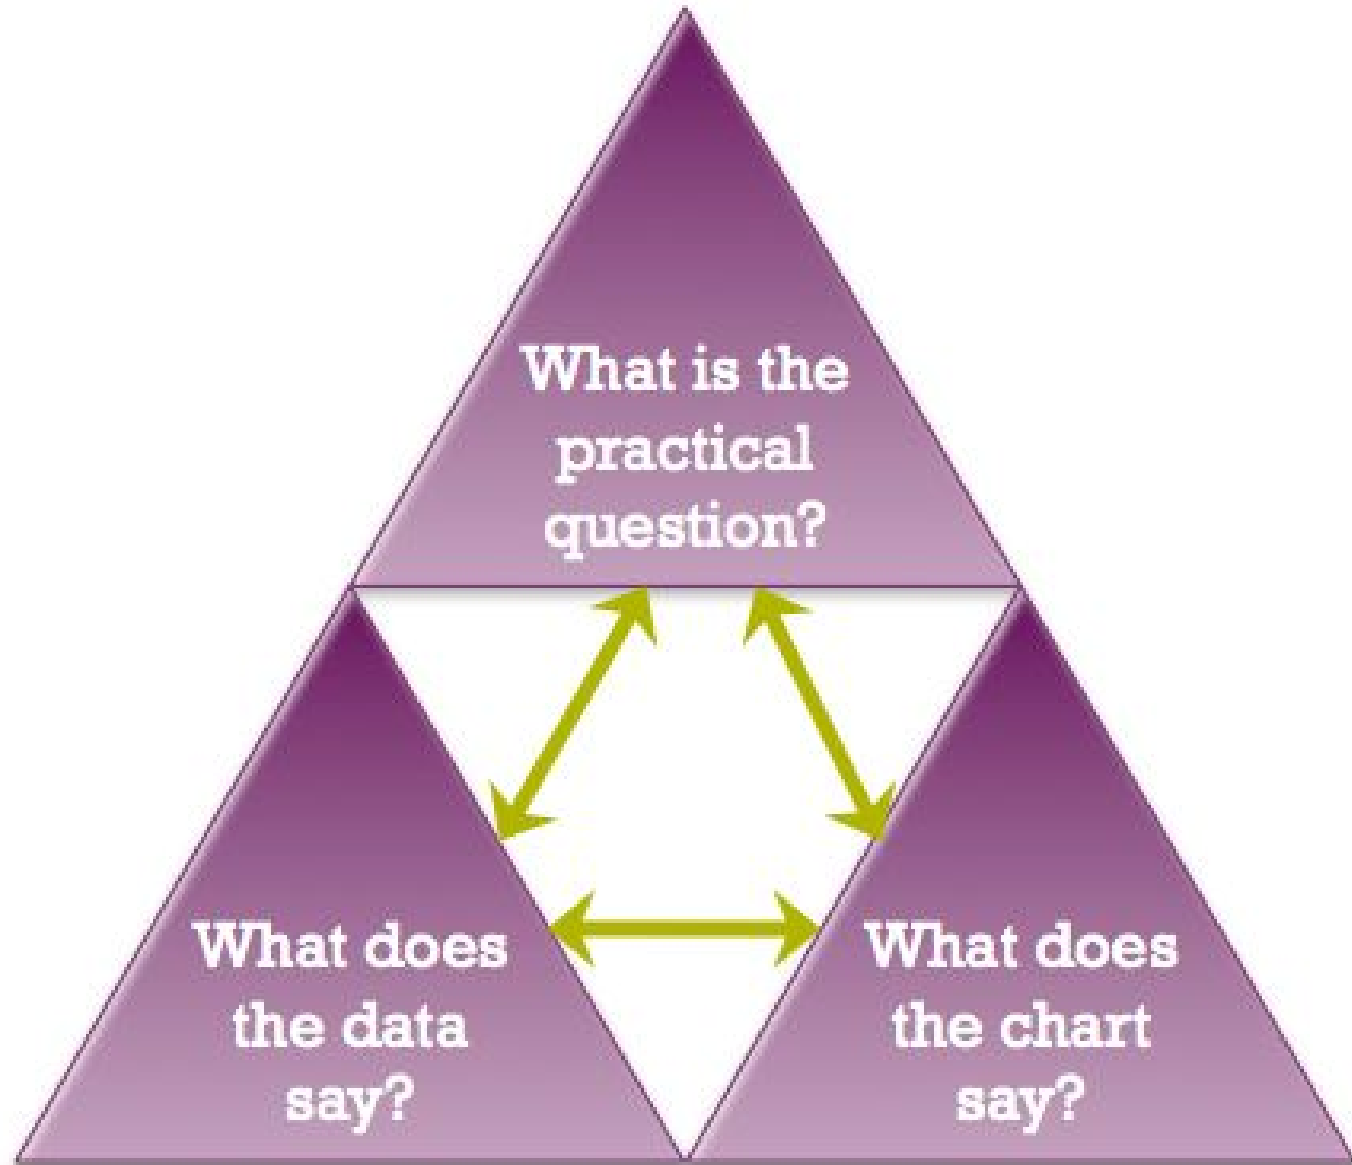 What is the
practical
question?
What does
the data
say?
What does
the chart
say?